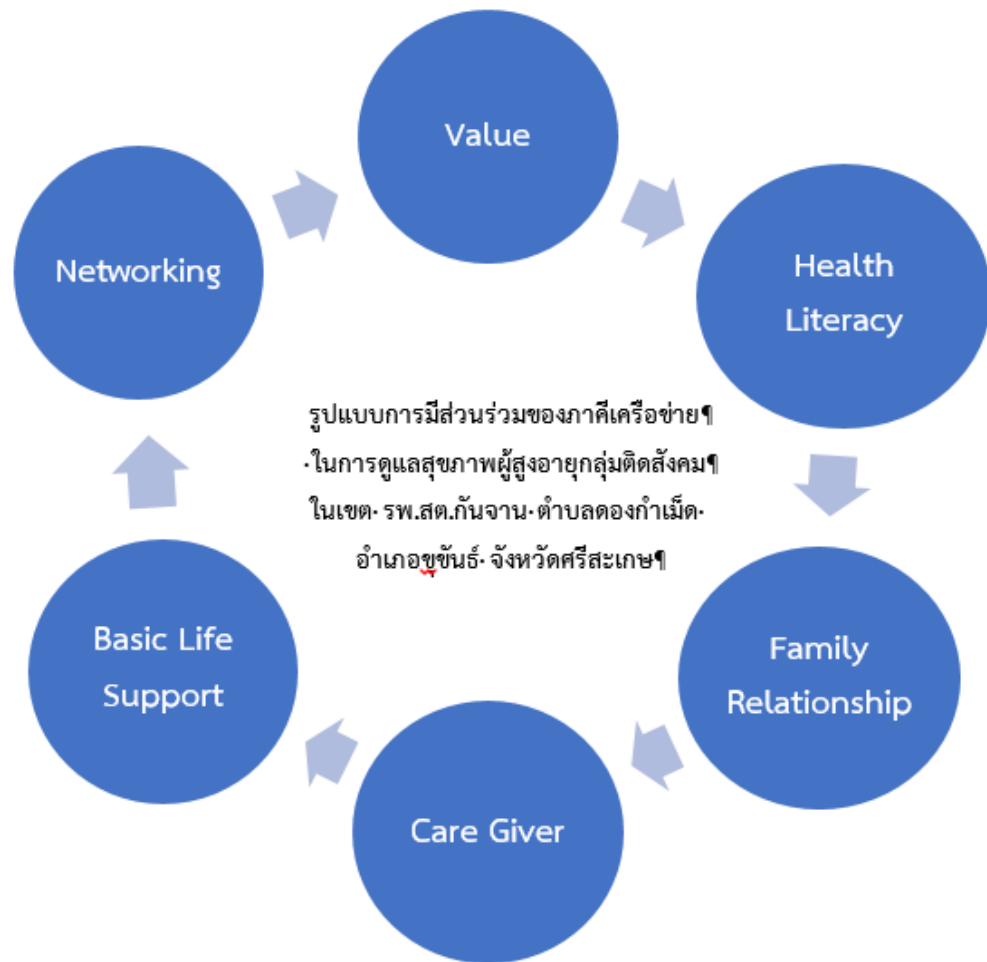 Value
Health
Literacy
Family
Relationship
Care Giver
Basic Life
Support
Networking
รูปแบบการมีส่วนร่วมของภาคีเครือข่าย¶
·ในการดูแลสุขภาพผู้สูงอายุกลุ่มติดสังคม¶
ในเขต· รพ.สต.กันจาน· ตำบลดองกำเม็ด·
อำเภอขุขันธ์· จังหวัดศรีสะเกษ¶